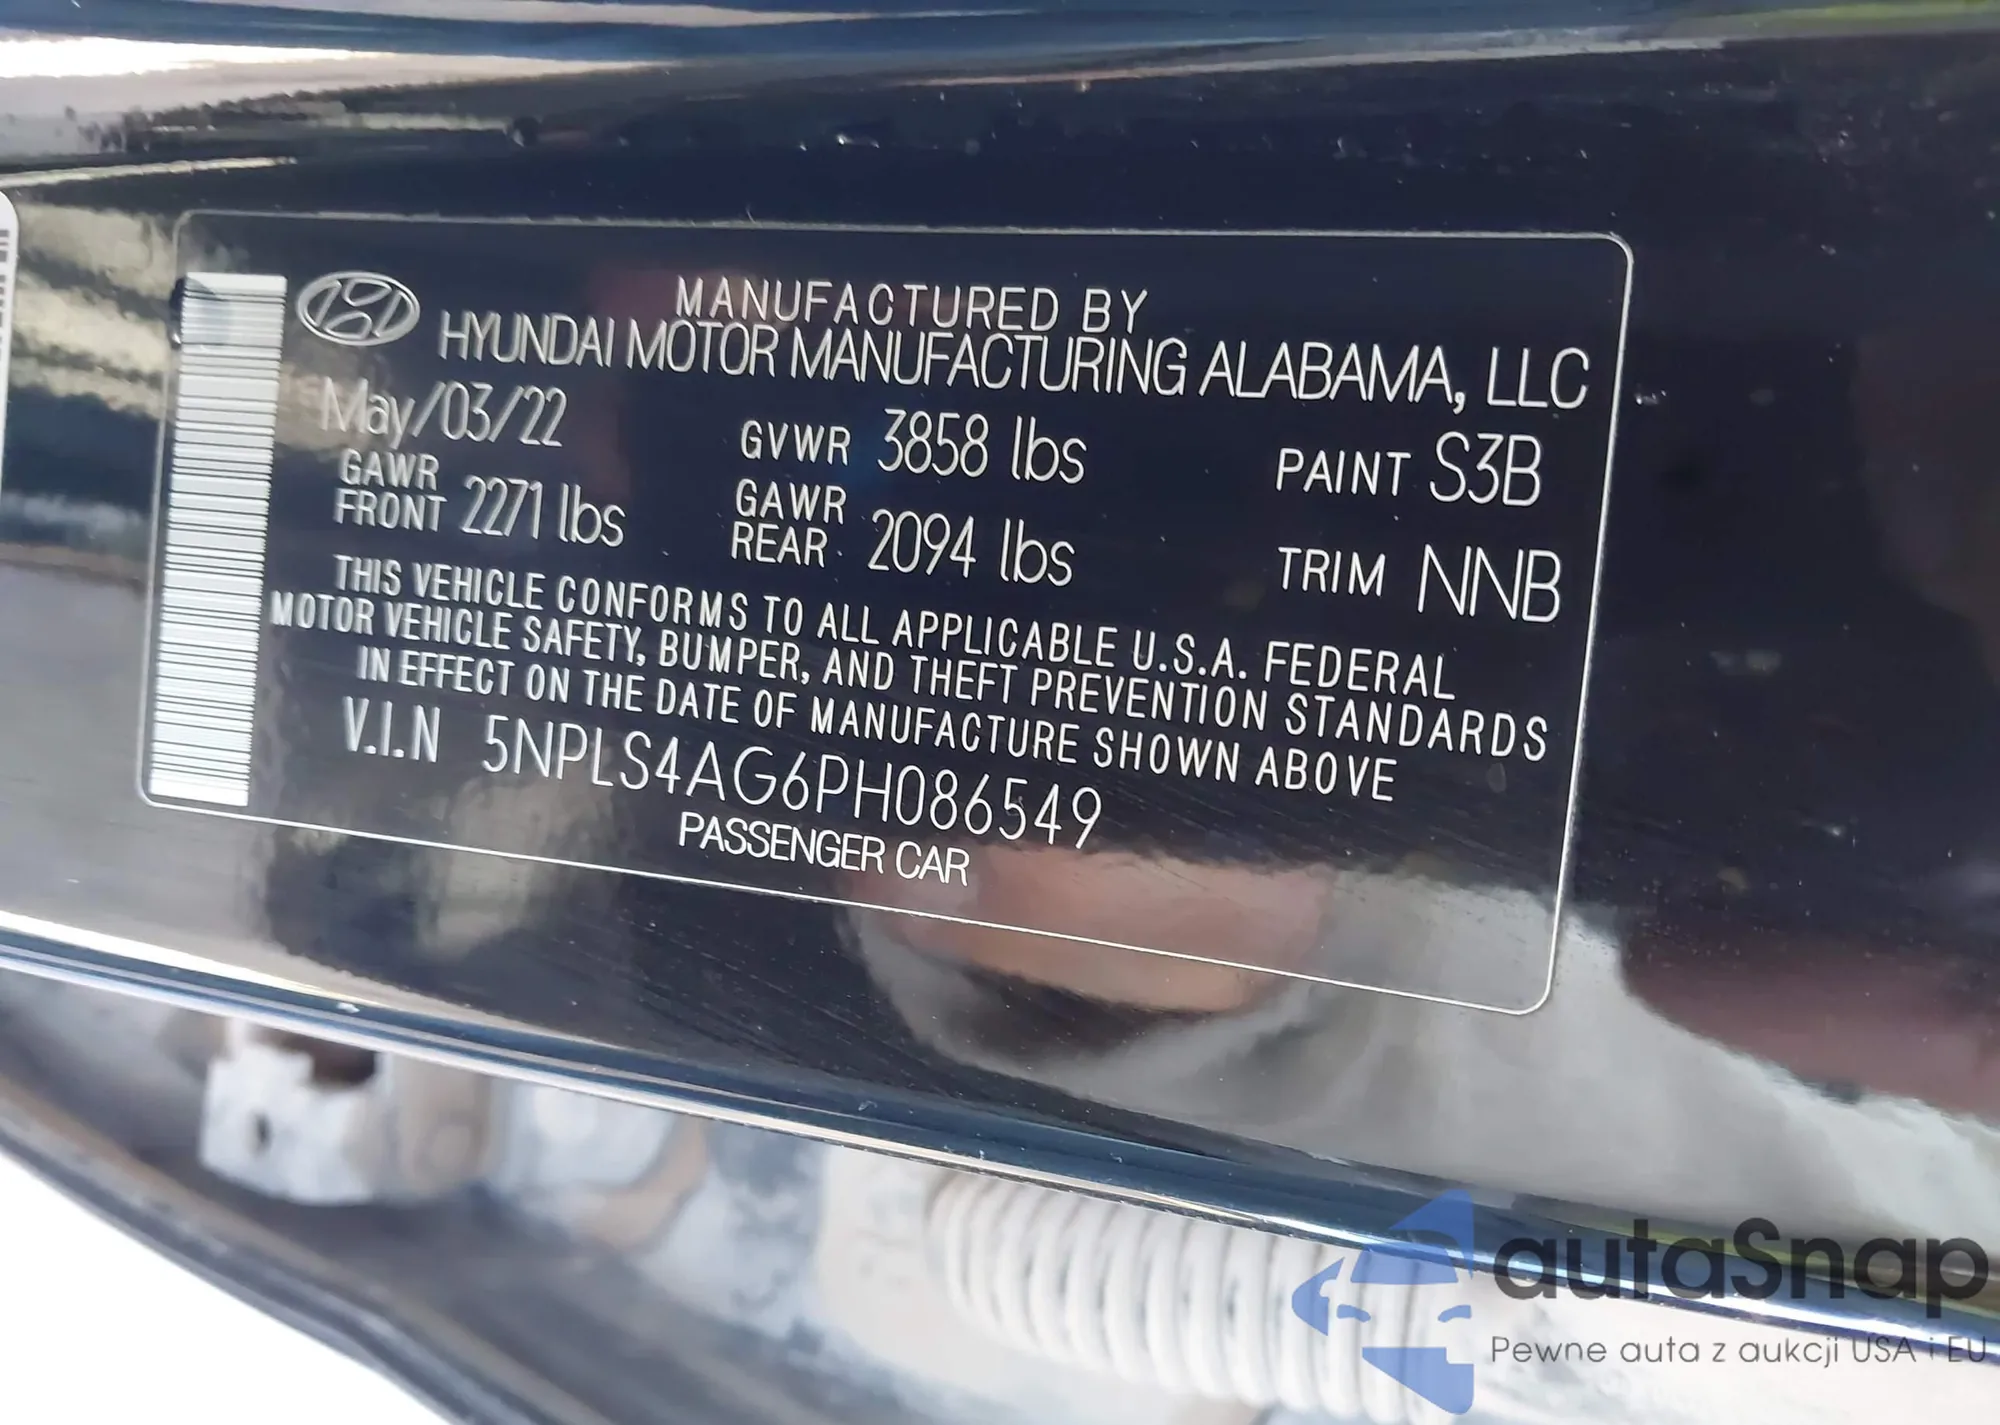 MANUFACTURED BY
HYUNDAI MOTOR MANUFACTURING ALABAMA, LLC
May/03/22 GVWR 3858 lbs PAINT S3B
GAWR FRONT 2271 lbs GAWR REAR 2094 lbs TRIM NNB
THIS VEHICLE CONFORMS TO ALL APPLICABLE U.S.A. FEDERAL
MOTOR VEHICLE SAFETY, BUMPER, AND THEFT PREVENTION STANDARDS
IN EFFECT ON THE DATE OF MANUFACTURE SHOWN ABOVE
V.I.N 5NPLS4AG6PH086549
PASSENGER CAR
autaSnap
Pewne auta z aukcji USA i EU